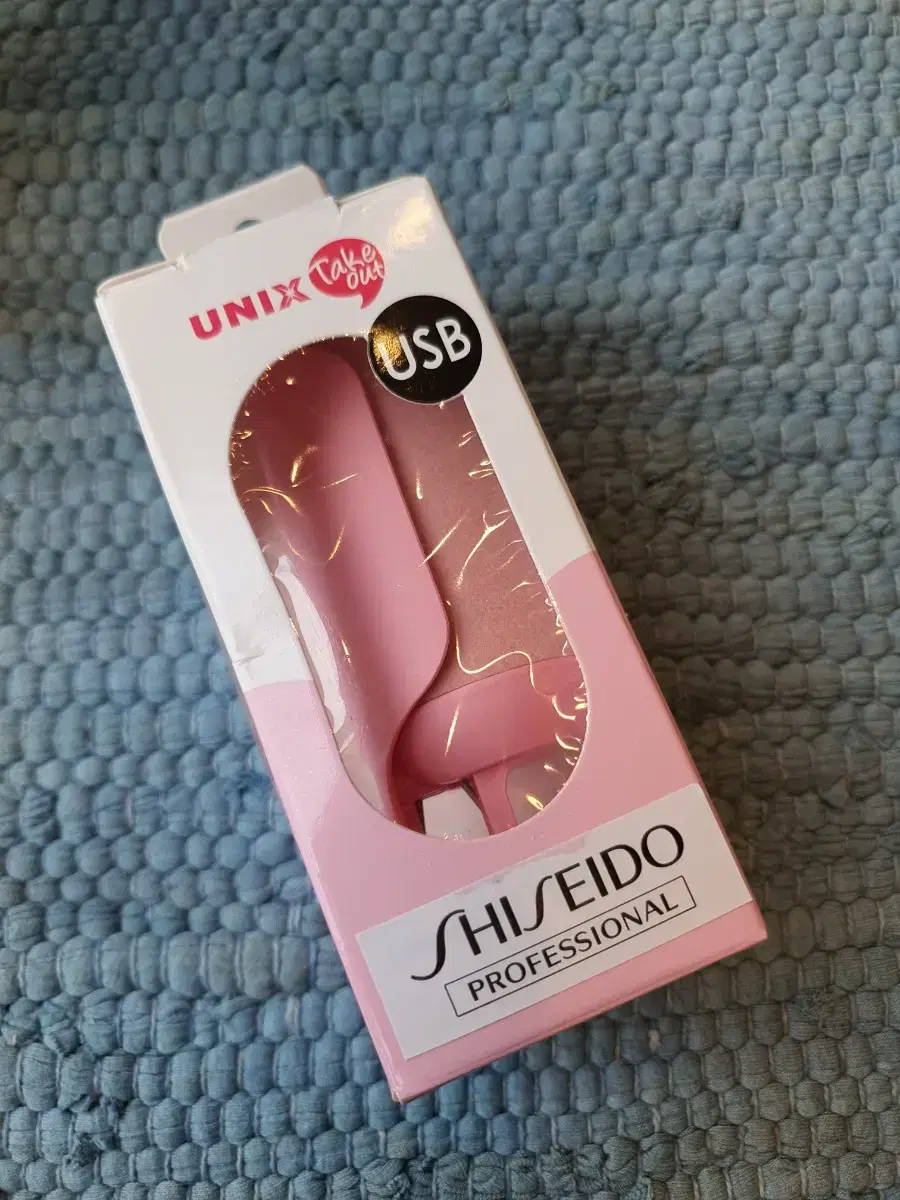 UNIX Take
out
USB
SHISEIDO
PROFESSIONAL